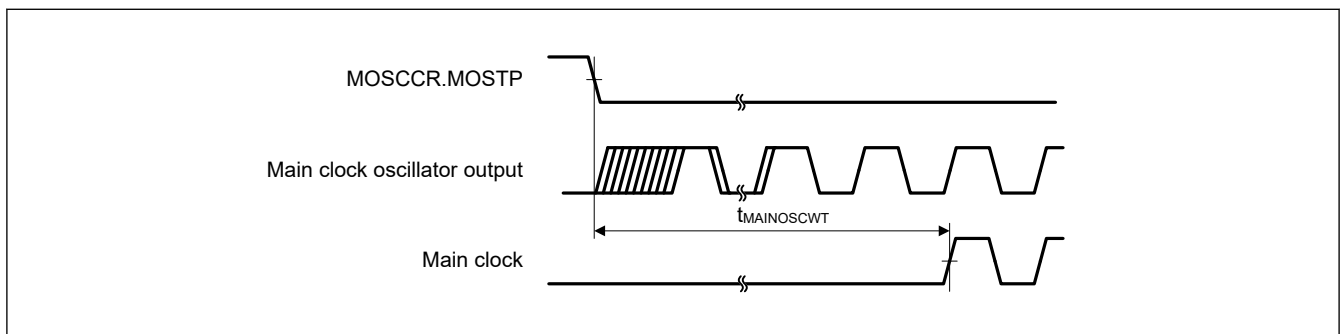 MOSCCR.MOSTP
Main clock oscillator output
tMAINOSCWT
Main clock